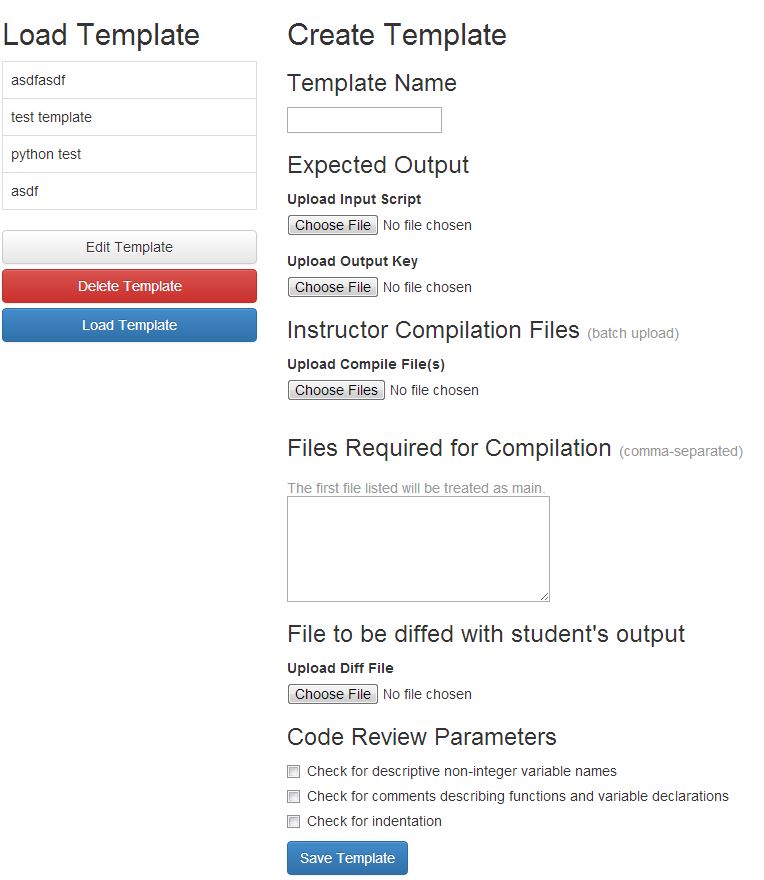 Load Template
asdfasdf
test template
python test
asdf
Edit Template
Delete Template
Load Template
Create Template
Template Name
Expected Output
Upload Input Script
Choose File No file chosen
Upload Output Key
Choose File No file chosen
Instructor Compilation Files (batch upload)
Upload Compile File(s)
Choose Files No file chosen
Files Required for Compilation (comma-separated)
The first file listed will be treated as main.
File to be diffed with student's output
Upload Diff File
Choose File No file chosen
Code Review Parameters
Check for descriptive non-integer variable names
Check for comments describing functions and variable declarations
Check for indentation
Save Template